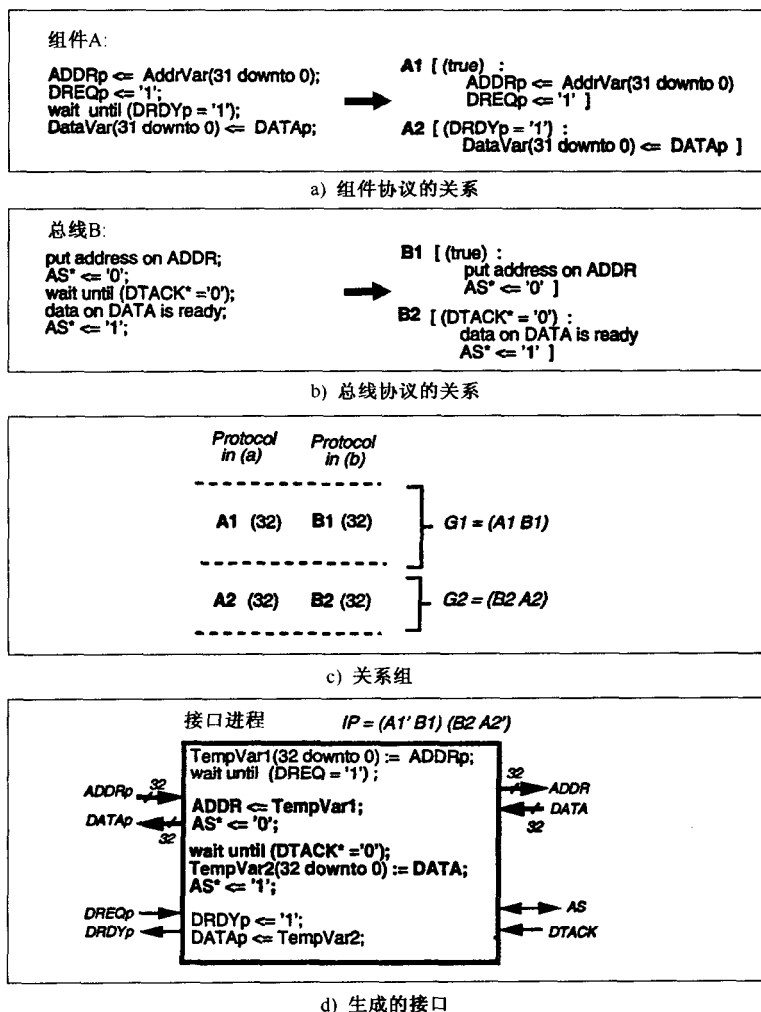 组件A:
ADDRp <= AddrVar(31 downto 0);
DREQp <= '1';
wait until (DRDYp = '1');
DataVar(31 downto 0) <= DATAp;
A1 [ (true) :
ADDRp <= AddrVar(31 downto 0)
DREQp <= '1' ]
A2 [ (DRDYp = '1') :
DataVar(31 downto 0) <= DATAp ]
a) 组件协议的关系
总线B:
put address on ADDR;
AS* <= '0';
wait until (DTACK* ='0');
data on DATA is ready;
AS* <= '1';
B1 [ (true) :
put address on ADDR
AS* <= '0' ]
B2 [ (DTACK* = '0') :
data on DATA is ready
AS* <= '1' ]
b) 总线协议的关系
Protocol in (a)
Protocol in (b)
A1 (32) B1 (32) G1 = (A1 B1)
A2 (32) B2 (32) G2 = (B2 A2)
c) 关系组
接口进程 IP = (A1' B1) (B2 A2')
TempVar1(32 downto 0) := ADDRp;
wait until (DREQ = '1') ;
ADDR <= TempVar1;
AS* <= '0';
wait until (DTACK* ='0');
TempVar2(32 downto 0) := DATA;
AS* <= '1';
DRDYp <= '1';
DATAp <= TempVar2;
ADDRp 32
DATAp 32
DREQp
DRDYp
32 ADDR
DATA 32
AS
DTACK
d) 生成的接口